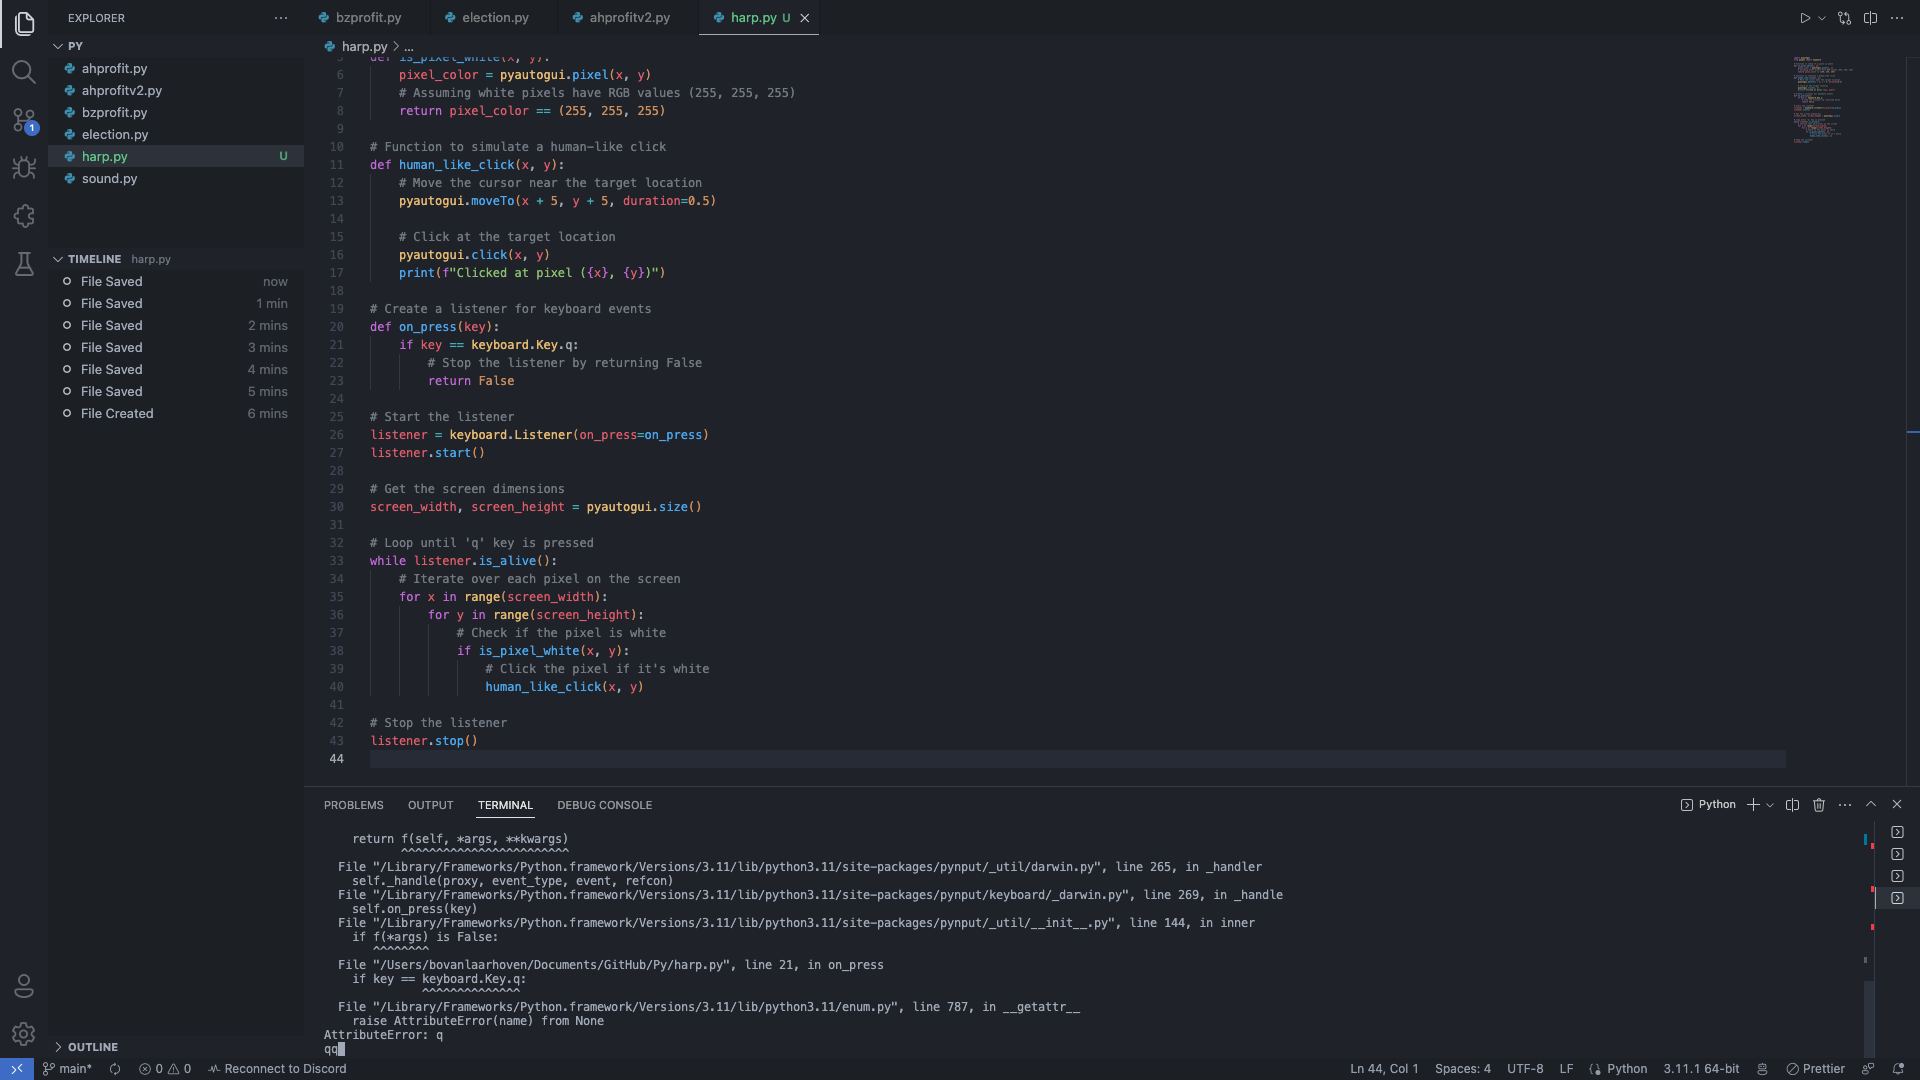 EXPLORER
PY
ahprofit.py
ahprofitv2.py
bzprofit.py
election.py
harp.py U
sound.py
TIMELINE harp.py
File Saved now
File Saved 1 min
File Saved 2 mins
File Saved 3 mins
File Saved 4 mins
File Saved 5 mins
File Created 6 mins
OUTLINE
bzprofit.py election.py ahprofitv2.py harp.py U
harp.py > ...
5 def is_pixel_white(x, y):
6 pixel_color = pyautogui.pixel(x, y)
7 # Assuming white pixels have RGB values (255, 255, 255)
8 return pixel_color == (255, 255, 255)
9
10 # Function to simulate a human-like click
11 def human_like_click(x, y):
12 # Move the cursor near the target location
13 pyautogui.moveTo(x + 5, y + 5, duration=0.5)
14
15 # Click at the target location
16 pyautogui.click(x, y)
17 print(f"Clicked at pixel ({x}, {y})")
18
19 # Create a listener for keyboard events
20 def on_press(key):
21 if key == keyboard.Key.q:
22 # Stop the listener by returning False
23 return False
24
25 # Start the listener
26 listener = keyboard.Listener(on_press=on_press)
27 listener.start()
28
29 # Get the screen dimensions
30 screen_width, screen_height = pyautogui.size()
31
32 # Loop until 'q' key is pressed
33 while listener.is_alive():
34 # Iterate over each pixel on the screen
35 for x in range(screen_width):
36 for y in range(screen_height):
37 # Check if the pixel is white
38 if is_pixel_white(x, y):
39 # Click the pixel if it's white
40 human_like_click(x, y)
41
42 # Stop the listener
43 listener.stop()
44
PROBLEMS OUTPUT TERMINAL DEBUG CONSOLE Python
return f(self, *args, **kwargs)
^^^^^^^^^^^^^^^^^^^^^^^^
File "/Library/Frameworks/Python.framework/Versions/3.11/lib/python3.11/site-packages/pynput/_util/darwin.py", line 265, in _handler
self._handle(proxy, event_type, event, refcon)
File "/Library/Frameworks/Python.framework/Versions/3.11/lib/python3.11/site-packages/pynput/keyboard/_darwin.py", line 269, in _handle
self.on_press(key)
File "/Library/Frameworks/Python.framework/Versions/3.11/lib/python3.11/site-packages/pynput/_util/__init__.py", line 144, in inner
if f(*args) is False:
^^^^^^^^
File "/Users/bovanlaarhoven/Documents/GitHub/Py/harp.py", line 21, in on_press
if key == keyboard.Key.q:
^^^^^^^^^^^^^^
File "/Library/Frameworks/Python.framework/Versions/3.11/lib/python3.11/enum.py", line 787, in __getattr__
raise AttributeError(name) from None
AttributeError: q
qq
main* 0 0 Reconnect to Discord Ln 44, Col 1 Spaces: 4 UTF-8 LF Python 3.11.1 64-bit Prettier
1